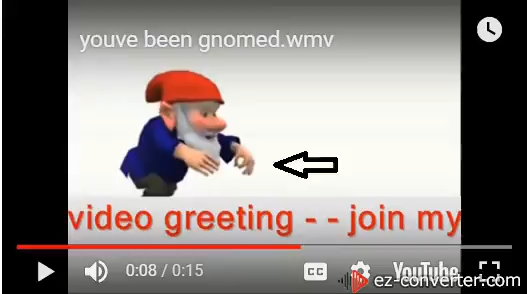 youve been gnomed.wmv
video greeting - - join my
0:08 / 0:15
CC
YouTube
ez-converter.com